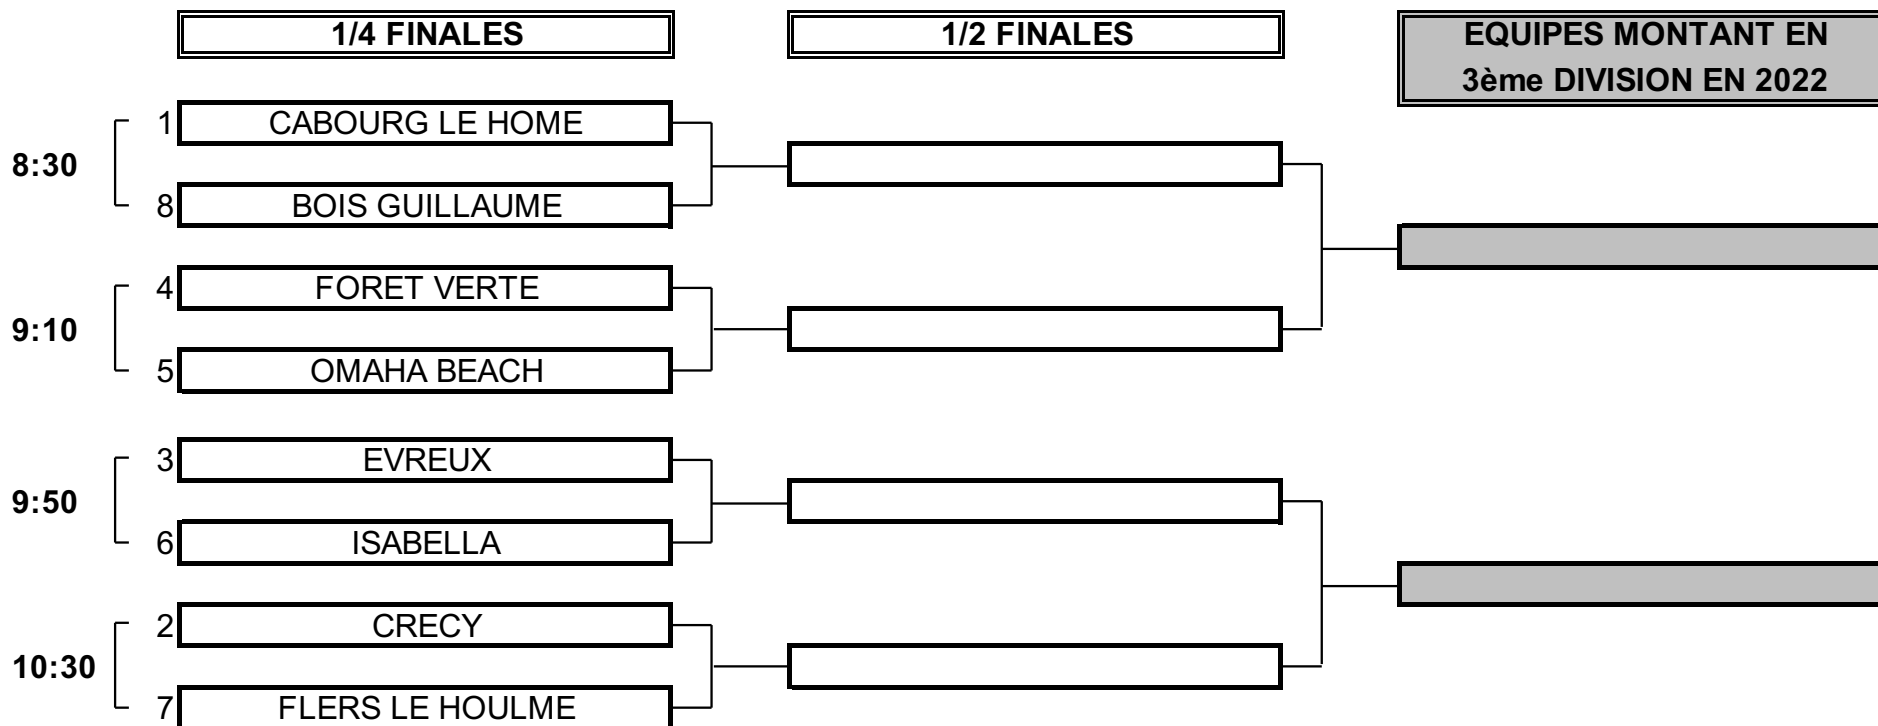 1/4 FINALES
1/2 FINALES
EQUIPES MONTANT EN
3ème DIVISION EN 2022
1 CABOURG LE HOME
8:30
8 BOIS GUILLAUME
4 FORET VERTE
9:10
5 OMAHA BEACH
3 EVREUX
9:50
6 ISABELLA
2 CRECY
10:30
7 FLERS LE HOULME